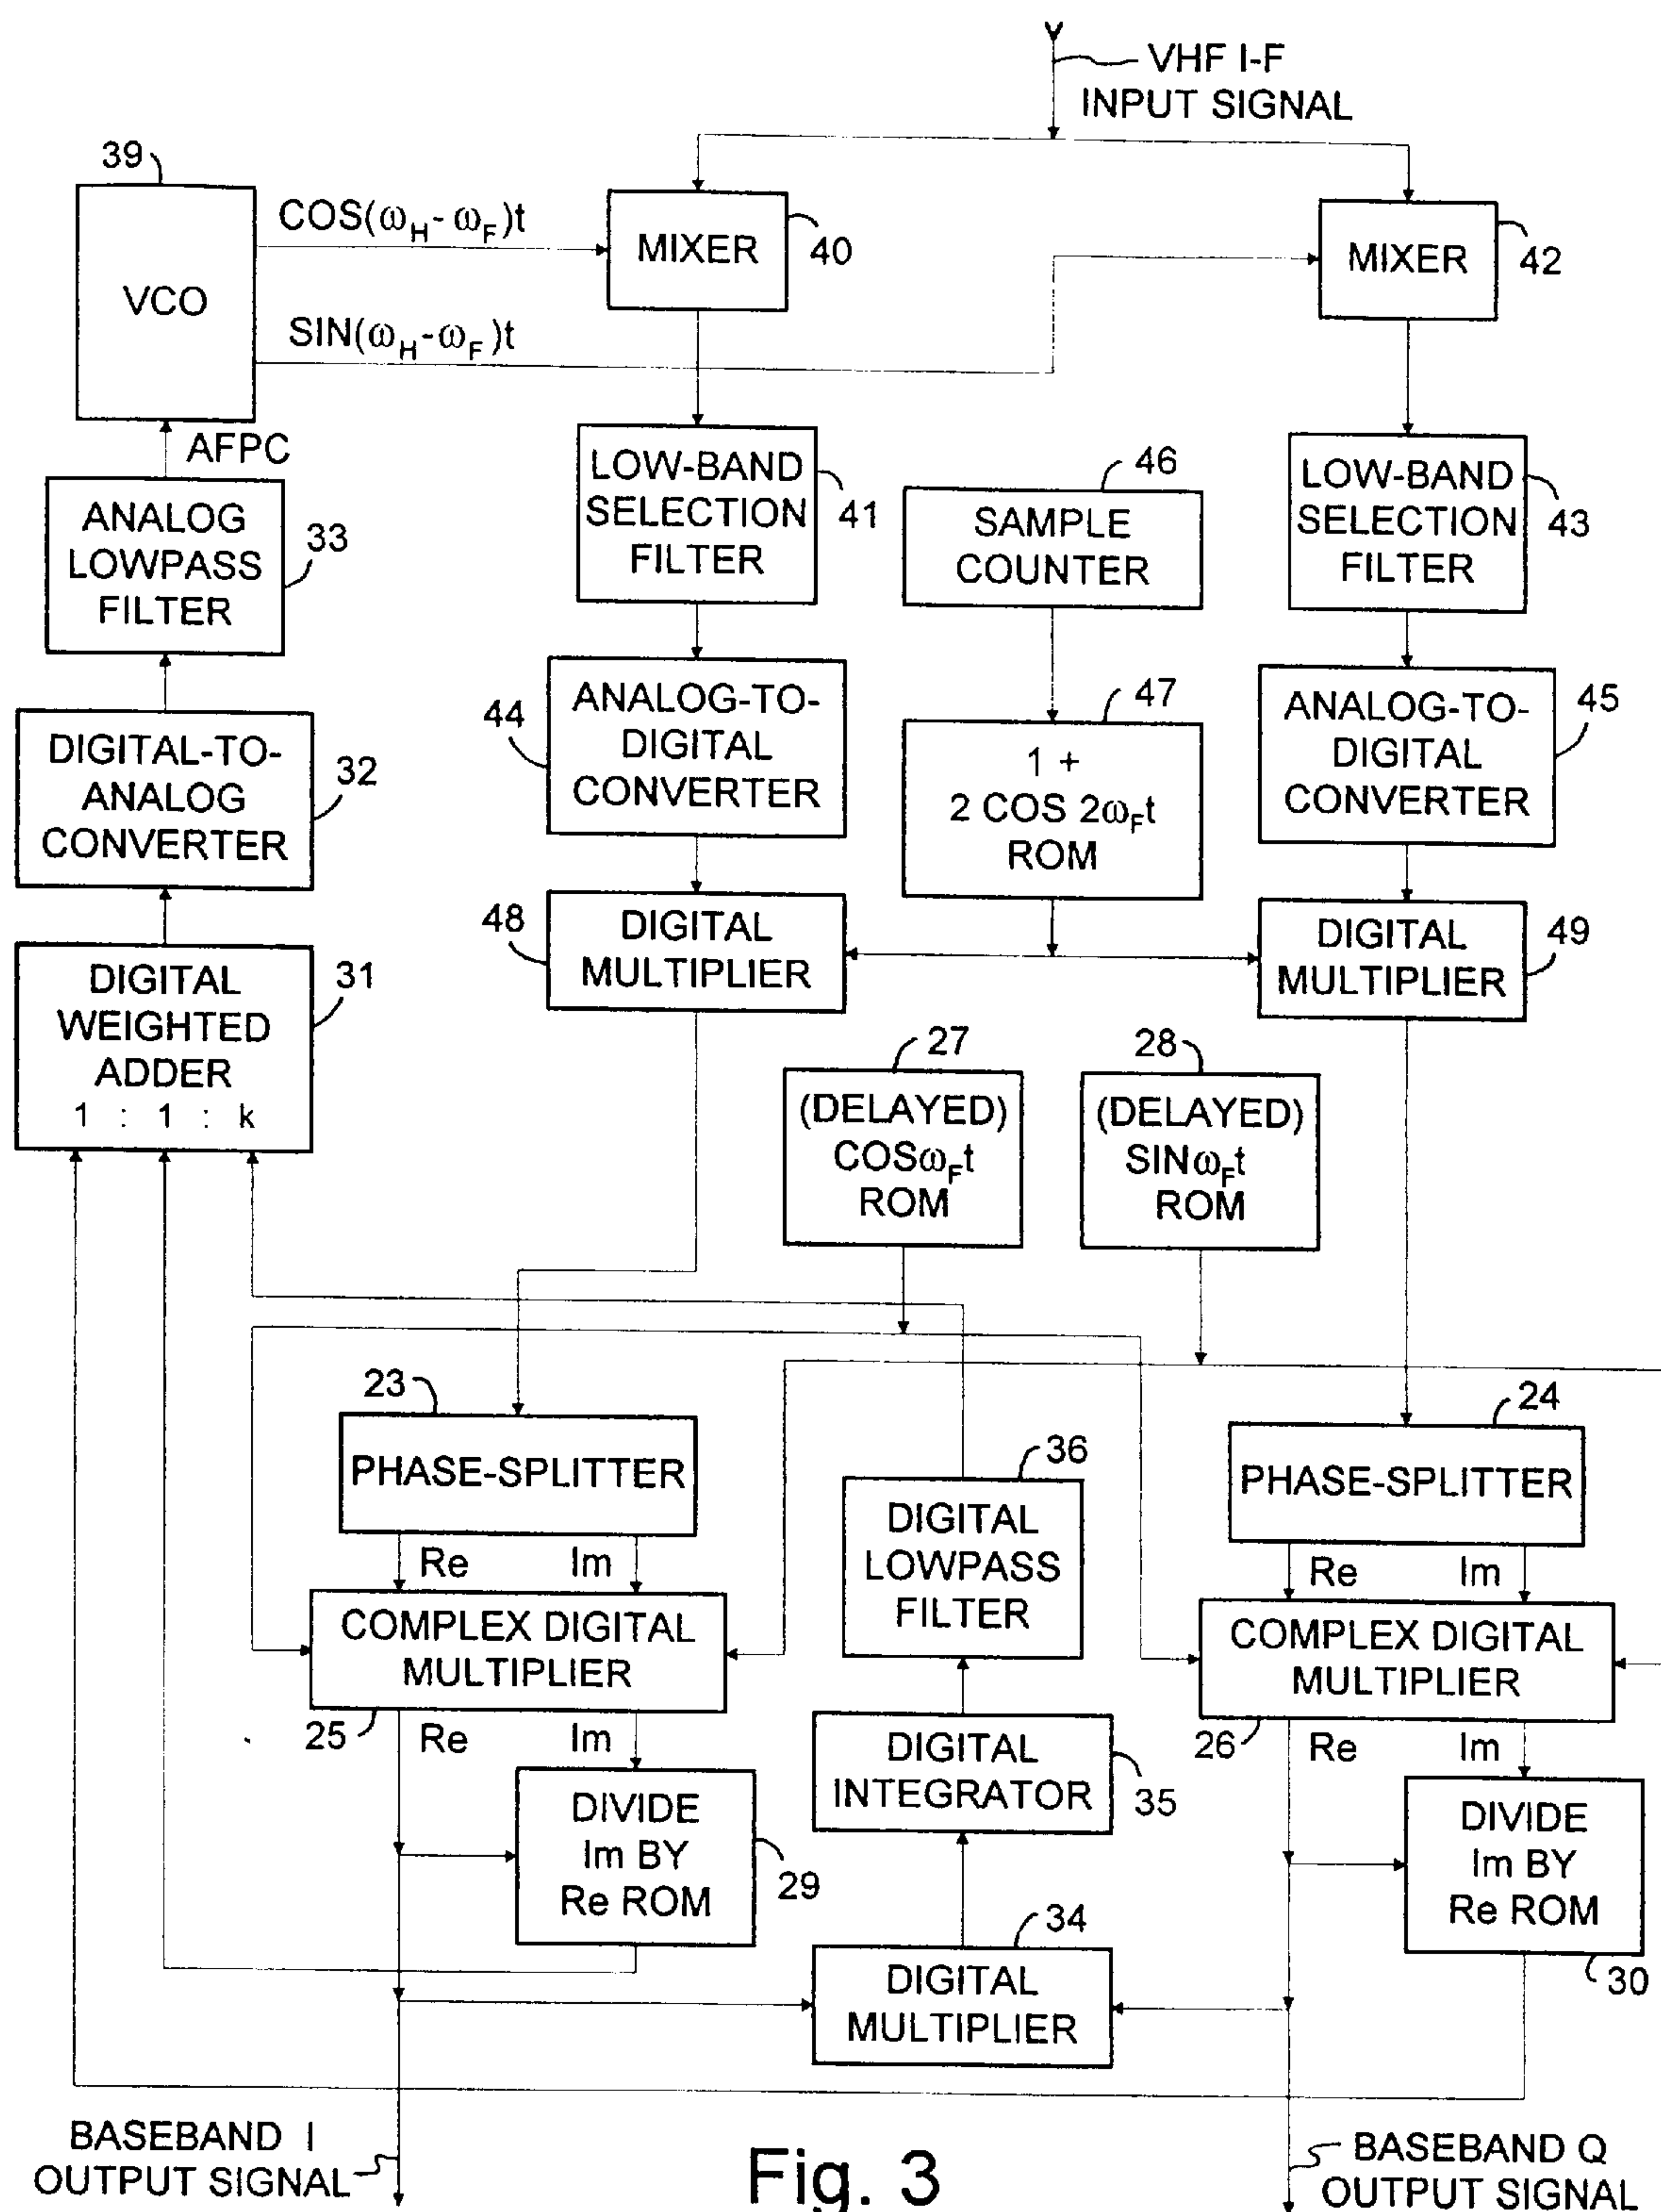 VHF I-F
INPUT SIGNAL
39
VCO
COS(ωH-ωF)t
SIN(ωH-ωF)t
MIXER
40
MIXER
42
AFPC
ANALOG
LOWPASS
FILTER
33
LOW-BAND
SELECTION
FILTER
41
46
SAMPLE
COUNTER
LOW-BAND
SELECTION
FILTER
43
DIGITAL-TO-
ANALOG
CONVERTER
32
44
ANALOG-TO-
DIGITAL
CONVERTER
47
1 +
2 COS 2ωFt
ROM
ANALOG-TO-
DIGITAL
CONVERTER
45
DIGITAL
WEIGHTED
ADDER
1 : 1 : k
31
48
DIGITAL
MULTIPLIER
DIGITAL
MULTIPLIER
49
27
(DELAYED)
COSωFt
ROM
28
(DELAYED)
SINωFt
ROM
23
PHASE-SPLITTER
Re
Im
24
PHASE-SPLITTER
Re
Im
36
DIGITAL
LOWPASS
FILTER
COMPLEX DIGITAL
MULTIPLIER
25
Re
Im
COMPLEX DIGITAL
MULTIPLIER
26
Re
Im
DIGITAL
INTEGRATOR
35
DIVIDE
Im BY
Re ROM
29
DIVIDE
Im BY
Re ROM
30
34
DIGITAL
MULTIPLIER
BASEBAND I
OUTPUT SIGNAL
Fig. 3
BASEBAND Q
OUTPUT SIGNAL